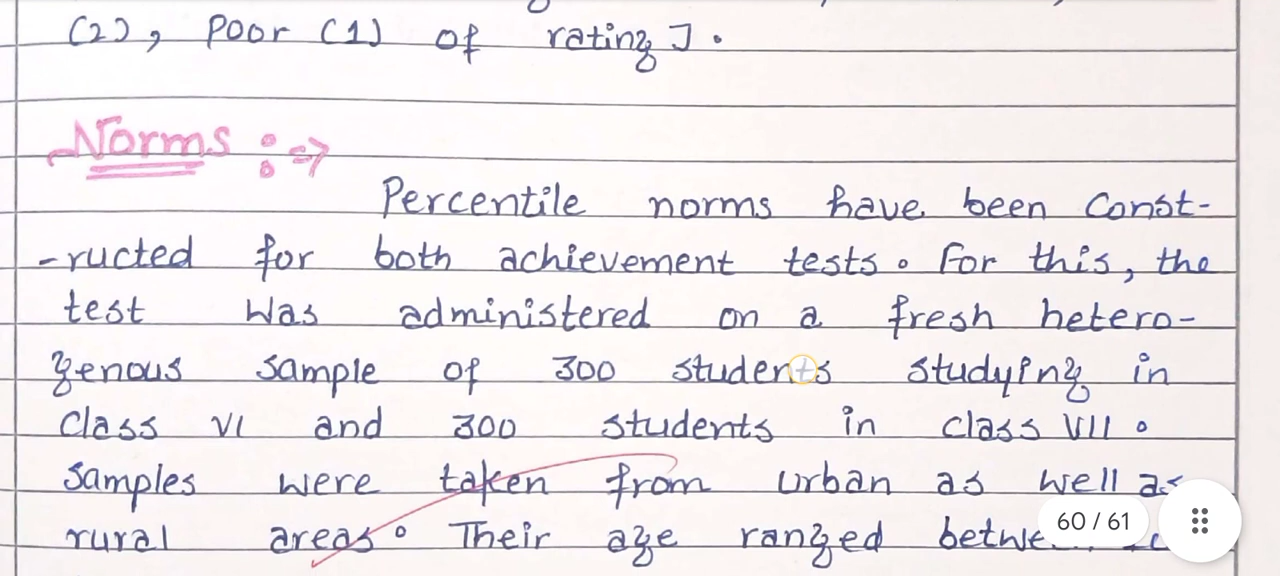 (2), Poor (1) of rating].
Norms :⇒
Percentile norms have been Const-
-ructed for both achievement tests. For this, the
test was administered on a fresh hetero-
genous sample of 300 students studying in
Class VI and 300 students in class VII.
Samples were taken from urban as well as
rural areas. Their age ranged
60 / 61